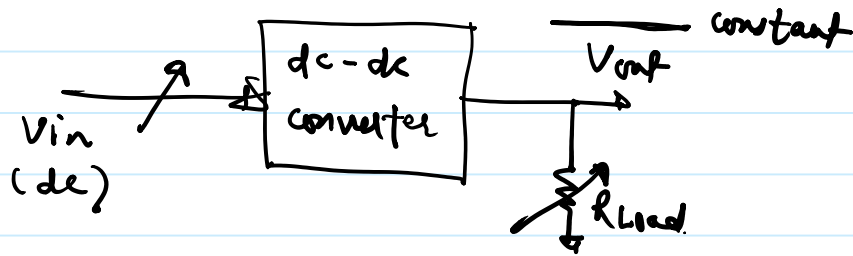 constant
dc-dc
converter
Vout
Vin
(dc)
RLoad